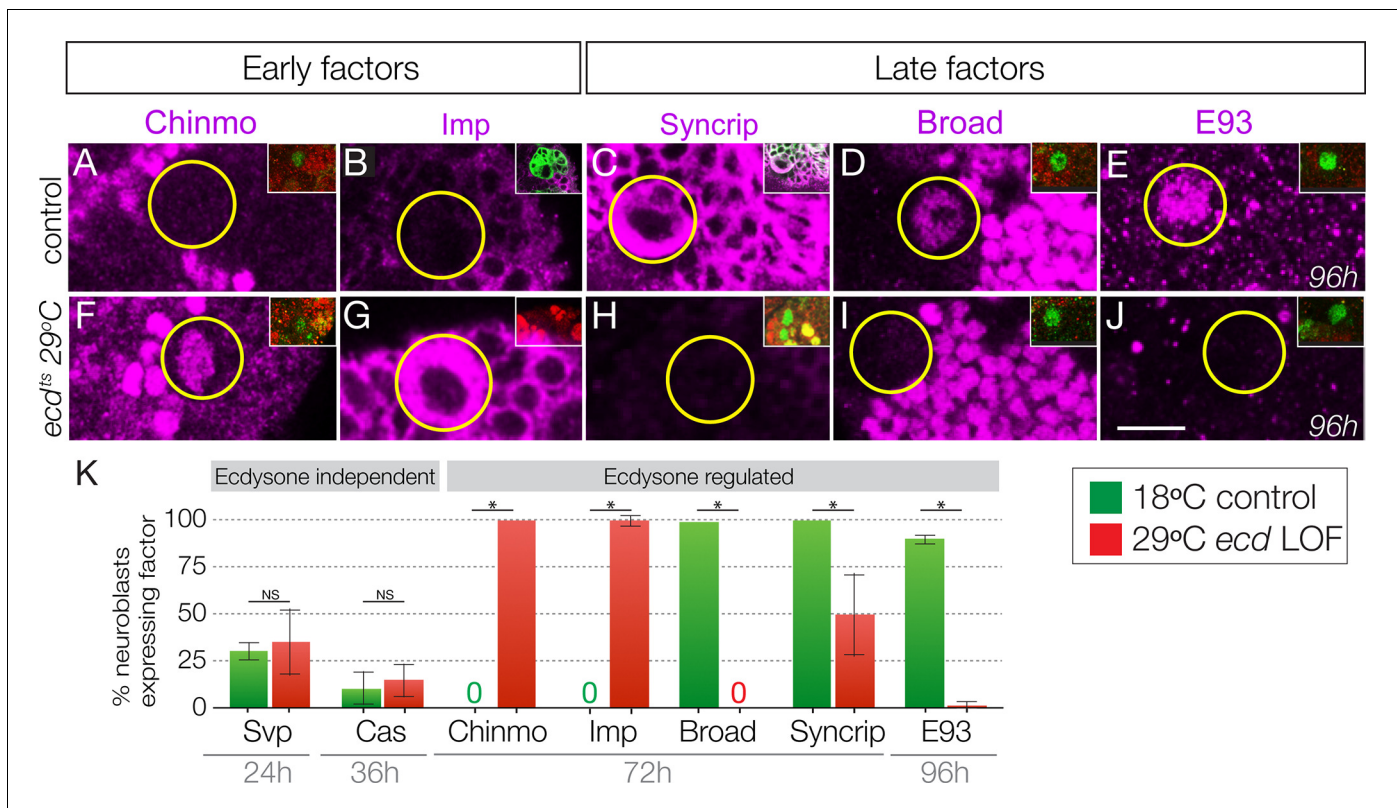 Early factors Late factors
Chinmo Imp Syncrip Broad E93
control
A B C D E
96h
ecdts 29ºC
F G H I J
96h
K
Ecdysone independent Ecdysone regulated
18ºC control
29ºC ecd LOF
% neuroblasts
expressing factor
100
75
50
25
0
NS NS * * * * *
0 0 0
Svp Cas Chinmo Imp Broad Syncrip E93
24h 36h 72h 96h